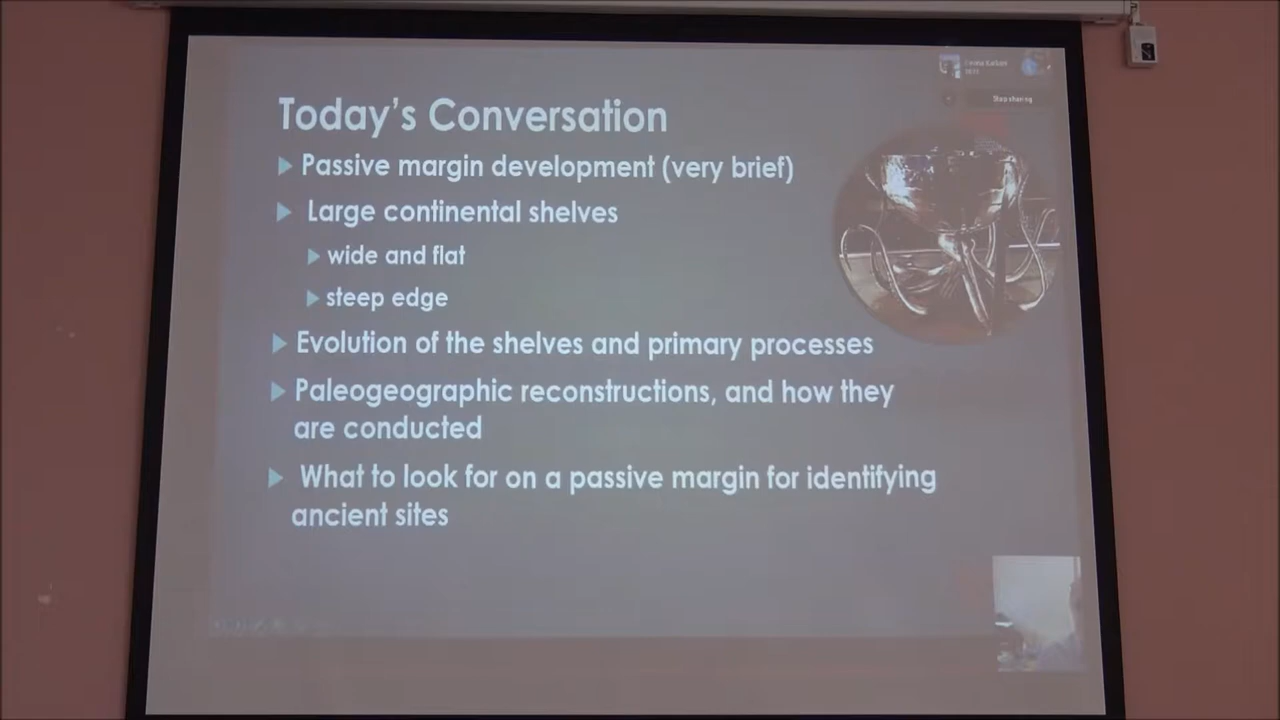 Today's Conversation
Passive margin development (very brief)
Large continental shelves
wide and flat
steep edge
Evolution of the shelves and primary processes
Paleogeographic reconstructions, and how they
are conducted
What to look for on a passive margin for identifying
ancient sites
Stop sharing